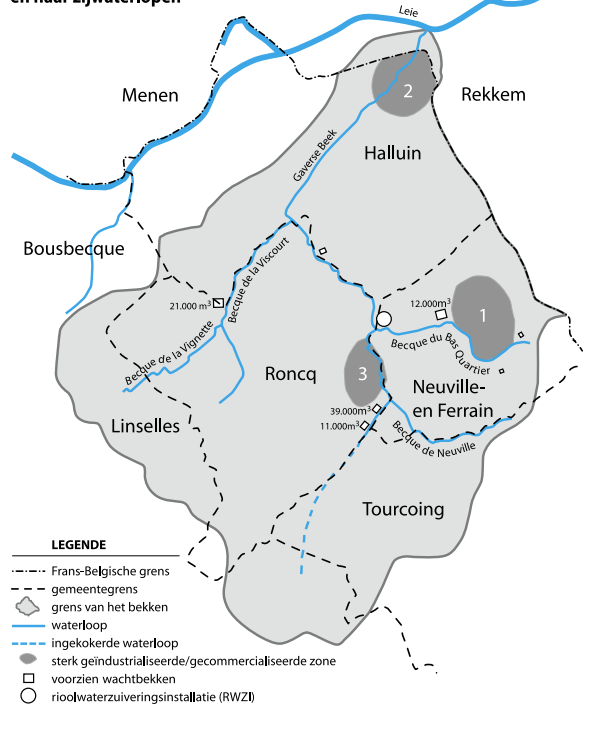 en haar zijwaterlopen
Leie
Menen
Rekkem
2
Halluin
Gaverse Beek
Bousbecque
Becque de la Viscourt
21.000 m³
12.000m³
1
Becque de la Vignette
Becque du Bas Quartier
Roncq
3
Neuville-
en Ferrain
39.000m³
11.000m³
Linselles
Becque de Neuville
Tourcoing
LEGENDE
Frans-Belgische grens
gemeentegrens
grens van het bekken
waterloop
ingekokerde waterloop
sterk geïndustrialiseerde/gecommercialiseerde zone
voorzien wachtbekken
rioolwaterzuiveringsinstallatie (RWZI)